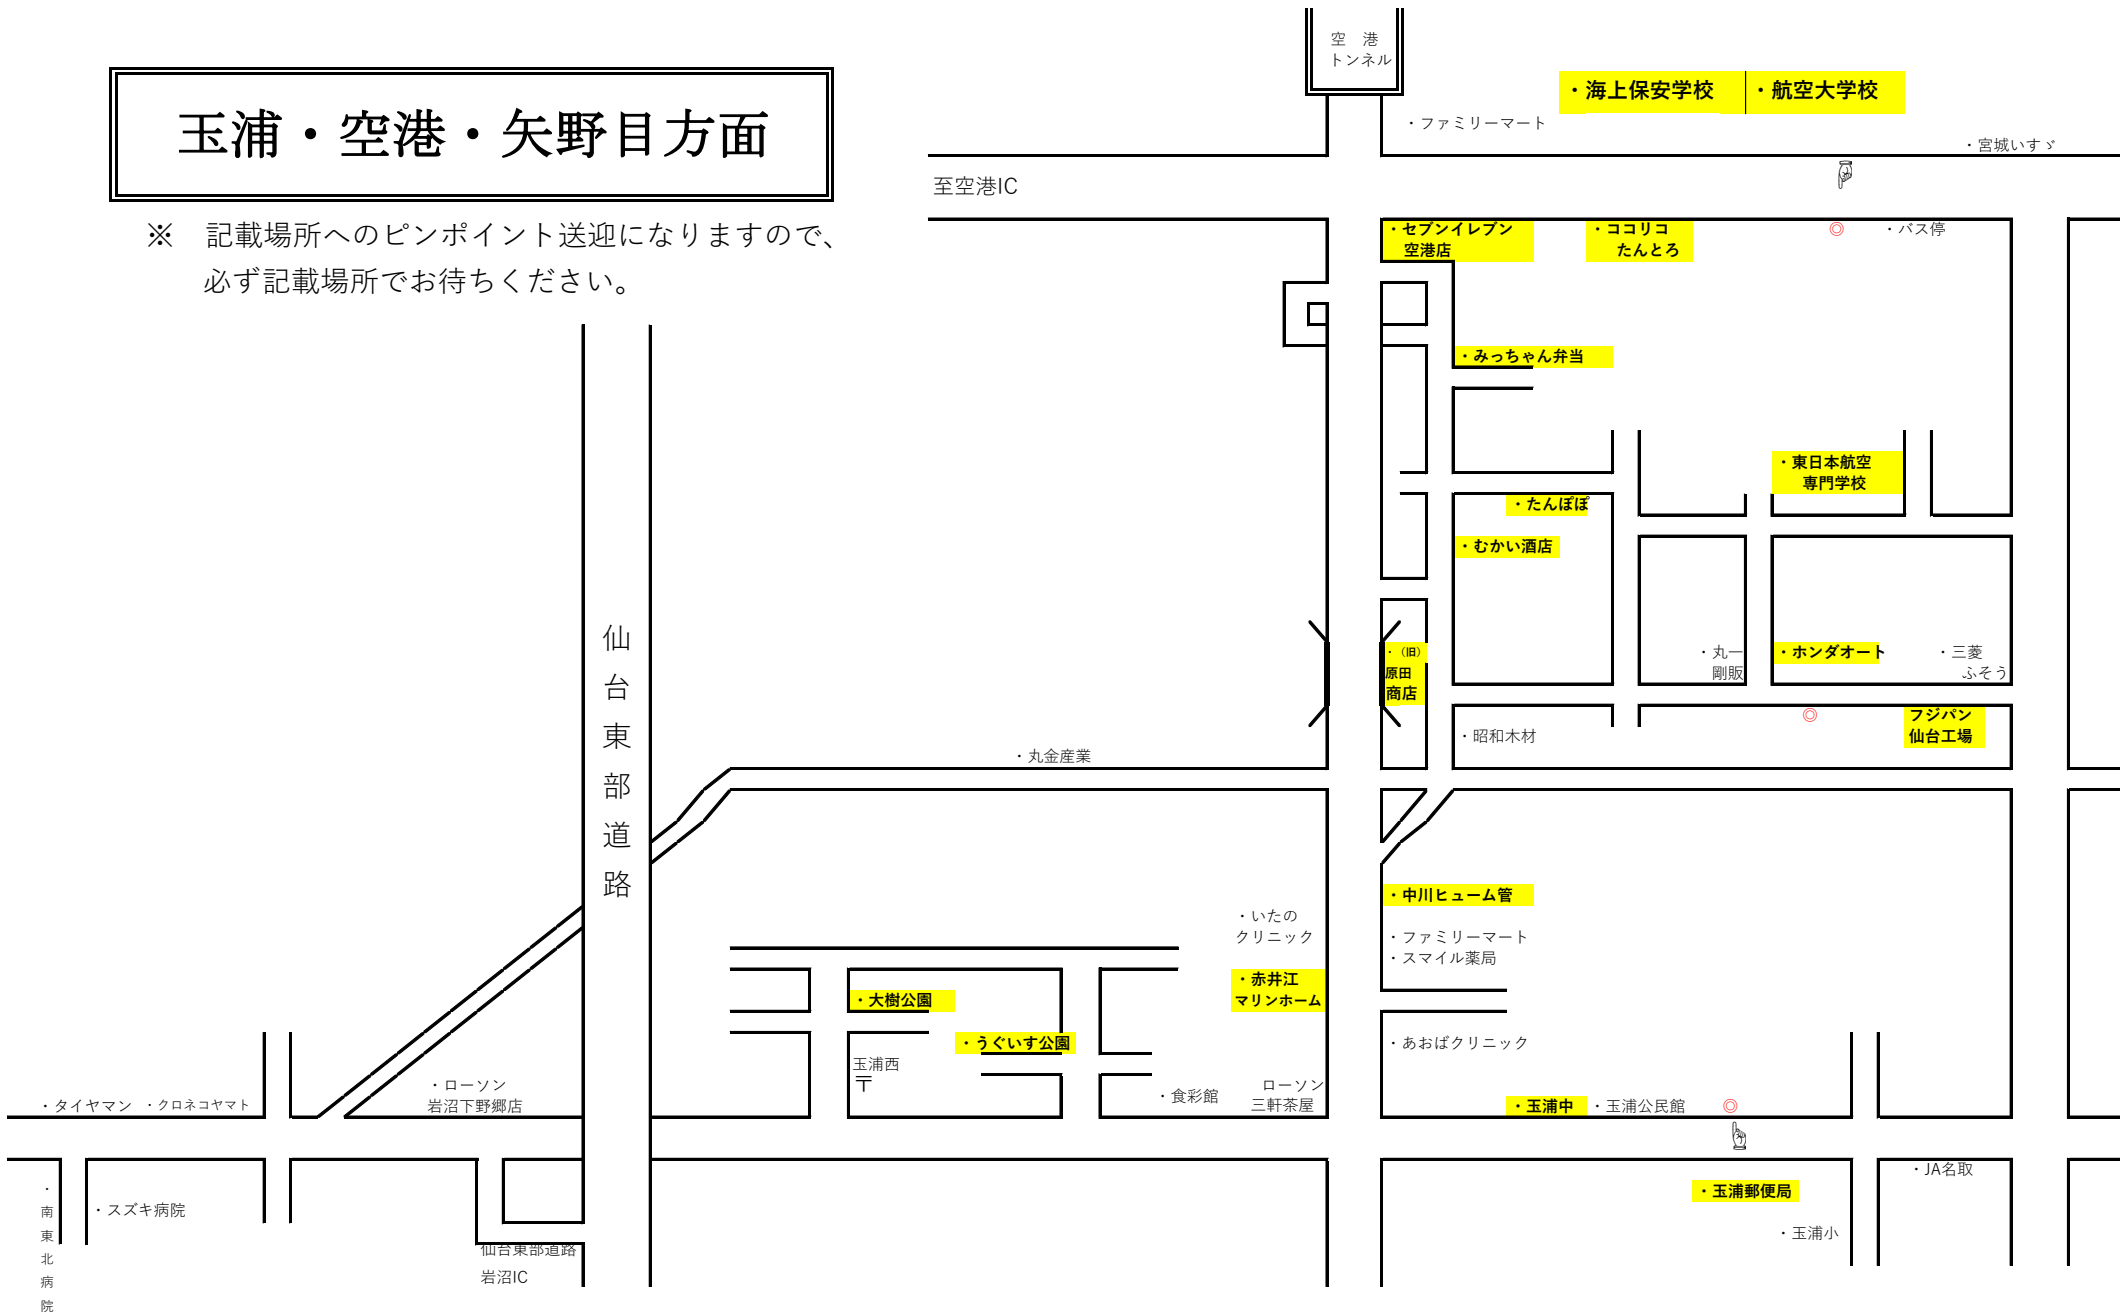 空　港
トンネル
玉浦・空港・矢野目方面
・海上保安学校
・航空大学校
・ファミリーマート
・宮城いすゞ
至空港IC
※　記載場所へのピンポイント送迎になりますので、
必ず記載場所でお待ちください。
・セブンイレブン
空港店
・ココリコ
たんとろ
◎
・バス停
・みっちゃん弁当
・東日本航空
専門学校
・たんぽぽ
・むかい酒店
仙台東部道路
・（旧）
原田
商店
・丸一
剛販
・ホンダオート
・三菱
ふそう
◎
フジパン
仙台工場
・昭和木材
・丸金産業
・中川ヒューム管
・いたの
クリニック
・ファミリーマート
・スマイル薬局
・赤井江
マリンホーム
・大樹公園
・うぐいす公園
・あおばクリニック
玉浦西
〒
・ローソン
岩沼下野郷店
・食彩館
ローソン
三軒茶屋
・タイヤマン
・クロネコヤマト
・玉浦中
・玉浦公民館
◎
・JA名取
・玉浦郵便局
・玉浦小
・南東北病院
・スズキ病院
仙台東部道路
岩沼IC